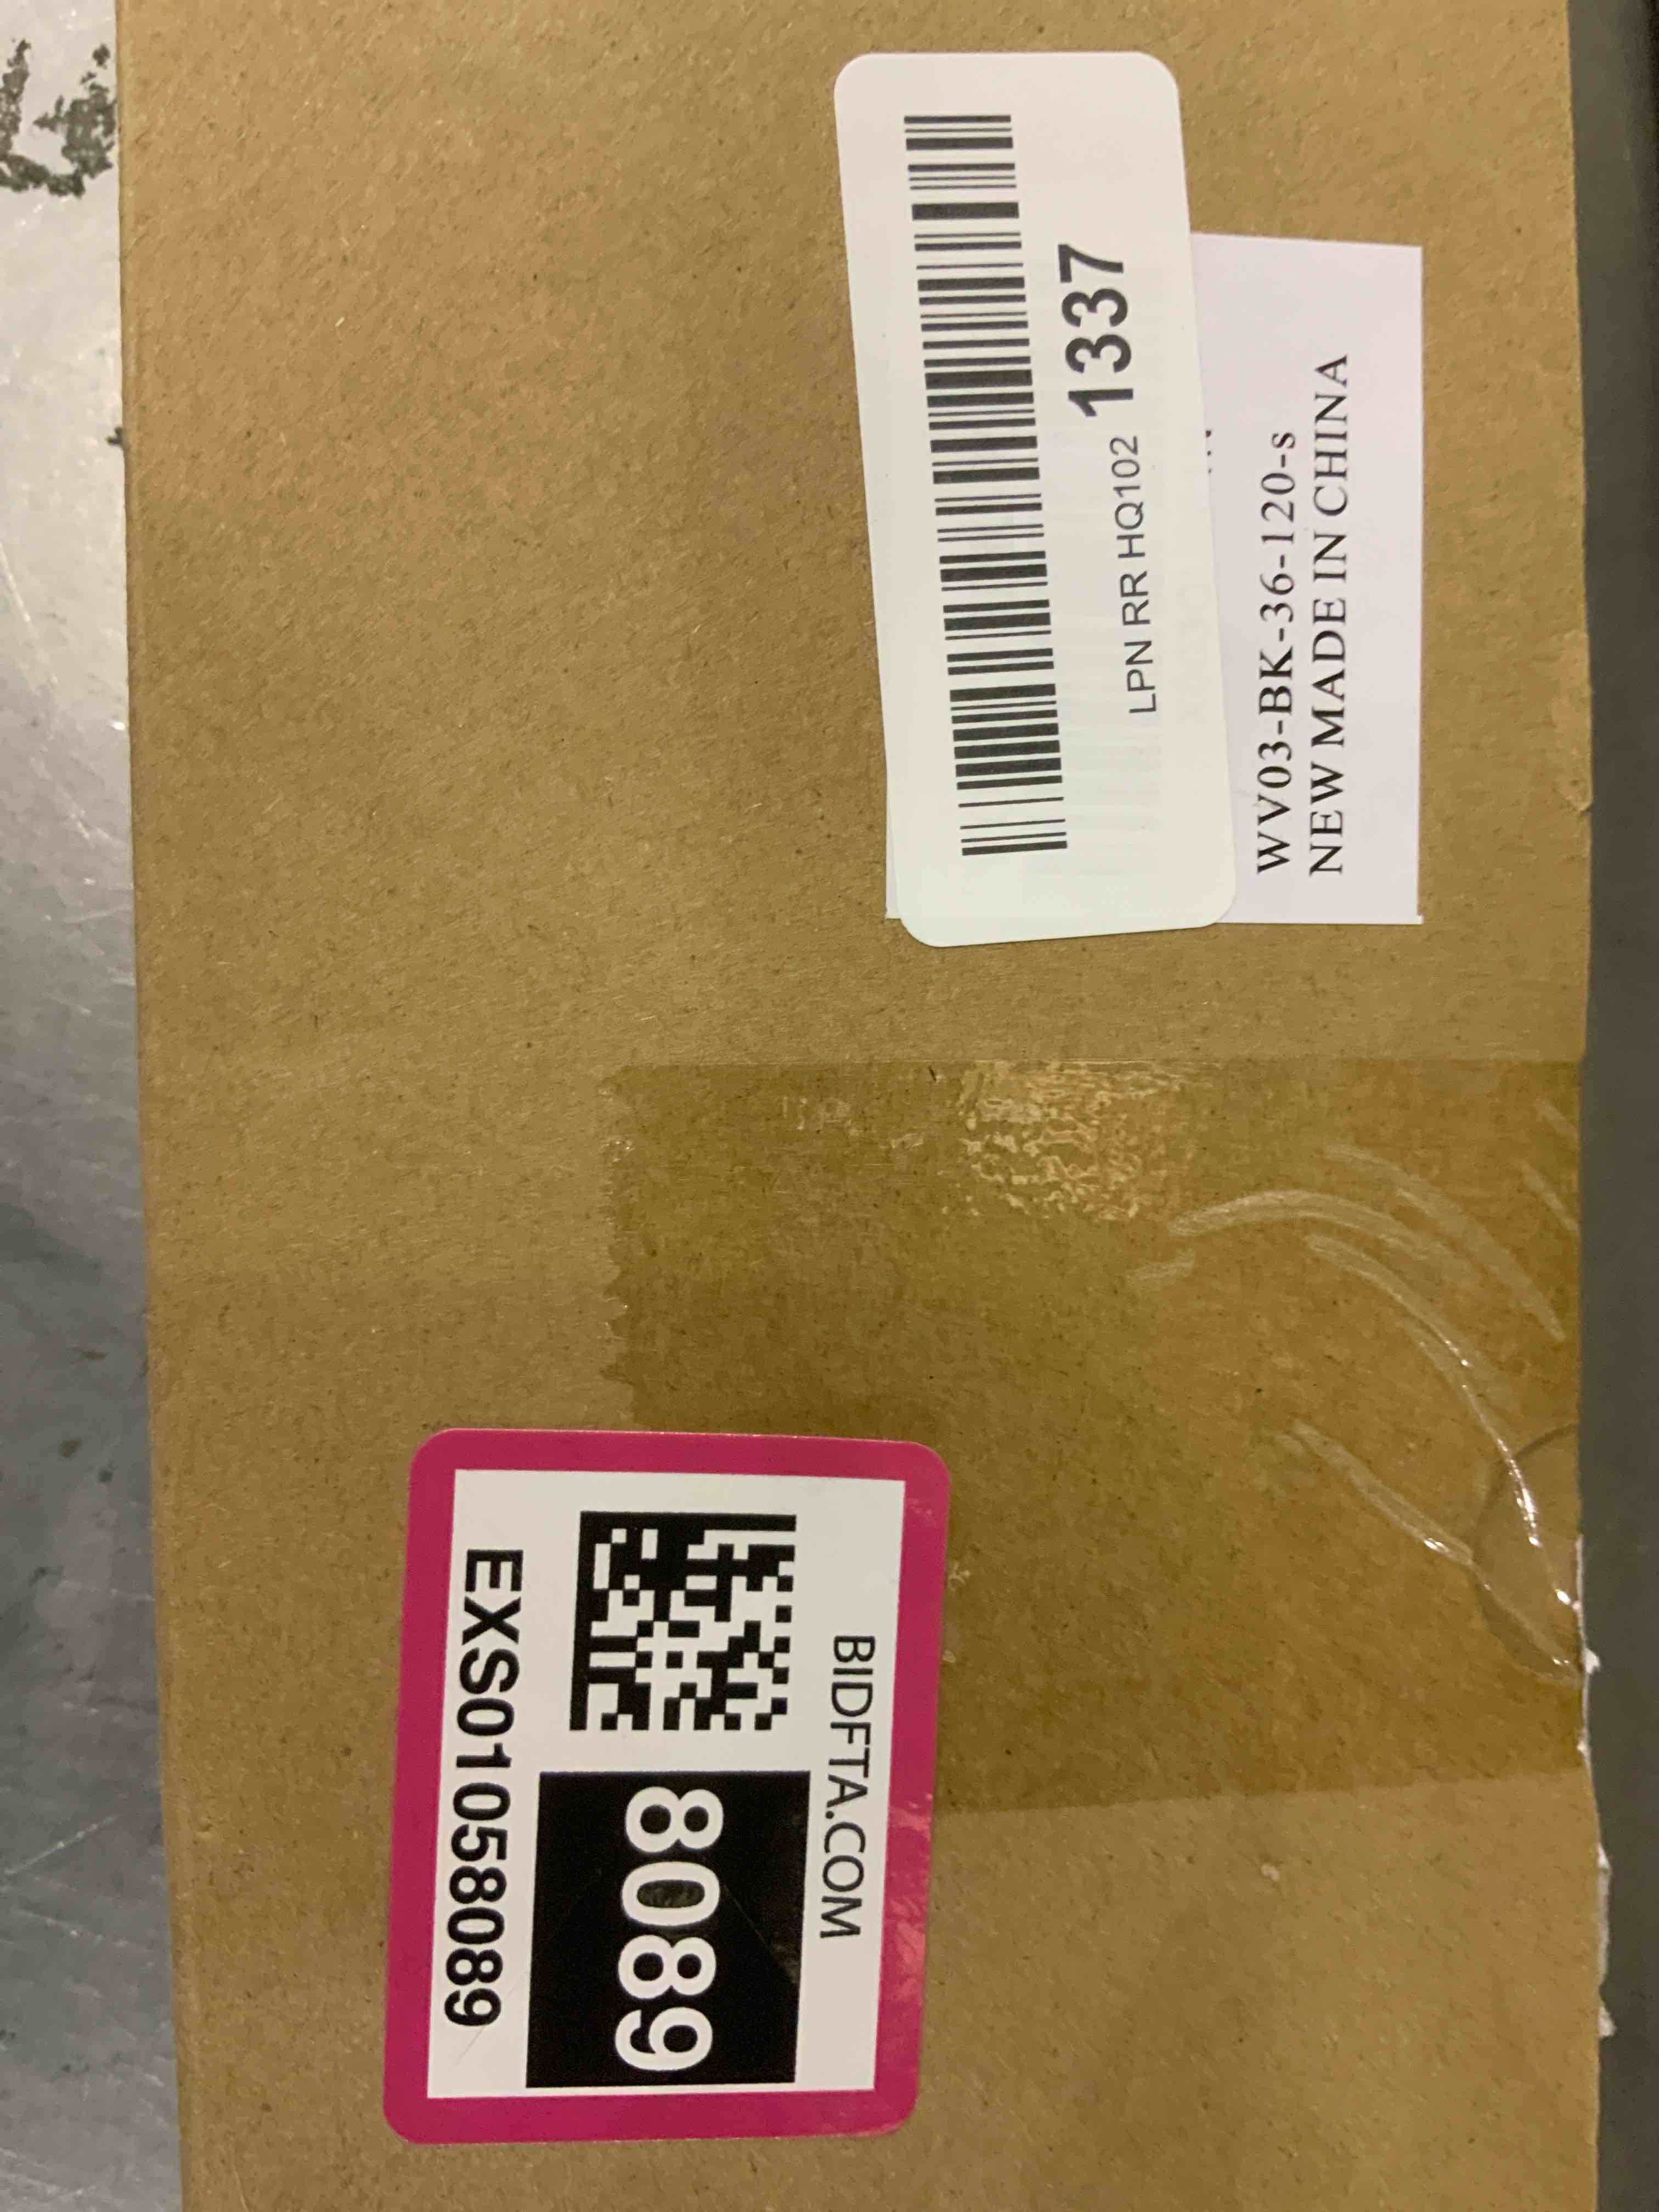 LPN RR HQ102 1337
WV03-BK-36-120-s
NEW MADE IN CHINA
BIDFTA.COM
8089
EXS01058089